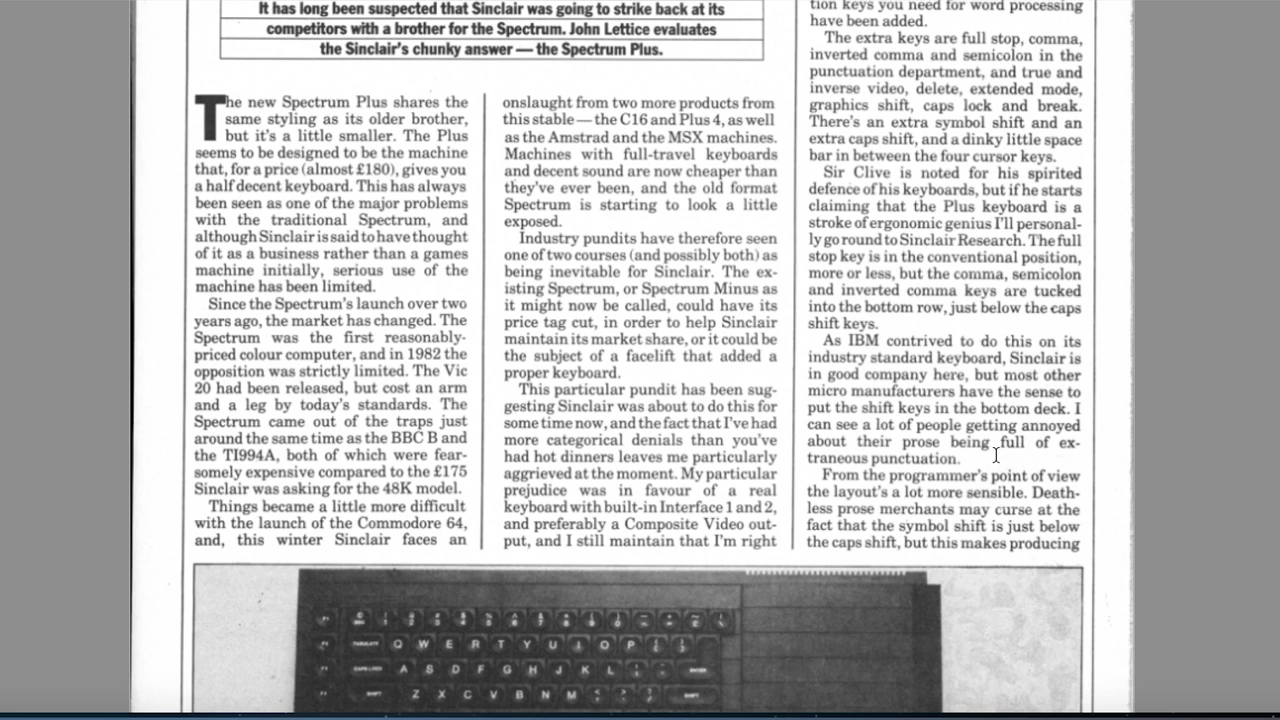 It has long been suspected that Sinclair was going to strike back at its
competitors with a brother for the Spectrum. John Lettice evaluates
the Sinclair's chunky answer — the Spectrum Plus.
The new Spectrum Plus shares the
same styling as its older brother,
but it's a little smaller. The Plus
seems to be designed to be the machine
that, for a price (almost £180), gives you
a half decent keyboard. This has always
been seen as one of the major problems
with the traditional Spectrum, and
although Sinclair is said to have thought
of it as a business rather than a games
machine initially, serious use of the
machine has been limited.
Since the Spectrum's launch over two
years ago, the market has changed. The
Spectrum was the first reasonably-
priced colour computer, and in 1982 the
opposition was strictly limited. The Vic
20 had been released, but cost an arm
and a leg by today's standards. The
Spectrum came out of the traps just
around the same time as the BBC B and
the TI994A, both of which were fear-
somely expensive compared to the £175
Sinclair was asking for the 48K model.
Things became a little more difficult
with the launch of the Commodore 64,
and, this winter Sinclair faces an
onslaught from two more products from
this stable — the C16 and Plus 4, as well
as the Amstrad and the MSX machines.
Machines with full-travel keyboards
and decent sound are now cheaper than
they've ever been, and the old format
Spectrum is starting to look a little
exposed.
Industry pundits have therefore seen
one of two courses (and possibly both) as
being inevitable for Sinclair. The ex-
isting Spectrum, or Spectrum Minus as
it might now be called, could have its
price tag cut, in order to help Sinclair
maintain its market share, or it could be
the subject of a facelift that added a
proper keyboard.
This particular pundit has been sug-
gesting Sinclair was about to do this for
some time now, and the fact that I've had
more categorical denials than you've
had hot dinners leaves me particularly
aggrieved at the moment. My particular
prejudice was in favour of a real
keyboard with built-in Interface 1 and 2,
and preferably a Composite Video out-
put, and I still maintain that I'm right
tion keys you need for word processing
have been added.
The extra keys are full stop, comma,
inverted comma and semicolon in the
punctuation department, and true and
inverse video, delete, extended mode,
graphics shift, caps lock and break.
There's an extra symbol shift and an
extra caps shift, and a dinky little space
bar in between the four cursor keys.
Sir Clive is noted for his spirited
defence of his keyboards, but if he starts
claiming that the Plus keyboard is a
stroke of ergonomic genius I'll personal-
ly go round to Sinclair Research. The full
stop key is in the conventional position,
more or less, but the comma, semicolon
and inverted comma keys are tucked
into the bottom row, just below the caps
shift keys.
As IBM contrived to do this on its
industry standard keyboard, Sinclair is
in good company here, but most other
micro manufacturers have the sense to
put the shift keys in the bottom deck. I
can see a lot of people getting annoyed
about their prose being full of ex-
traneous punctuation.
From the programmer's point of view
the layout's a lot more sensible. Death-
less prose merchants may curse at the
fact that the symbol shift is just below
the caps shift, but this makes producing
Q W E R T Y U I O P
A S D F G H J K L
Z X C V B N M